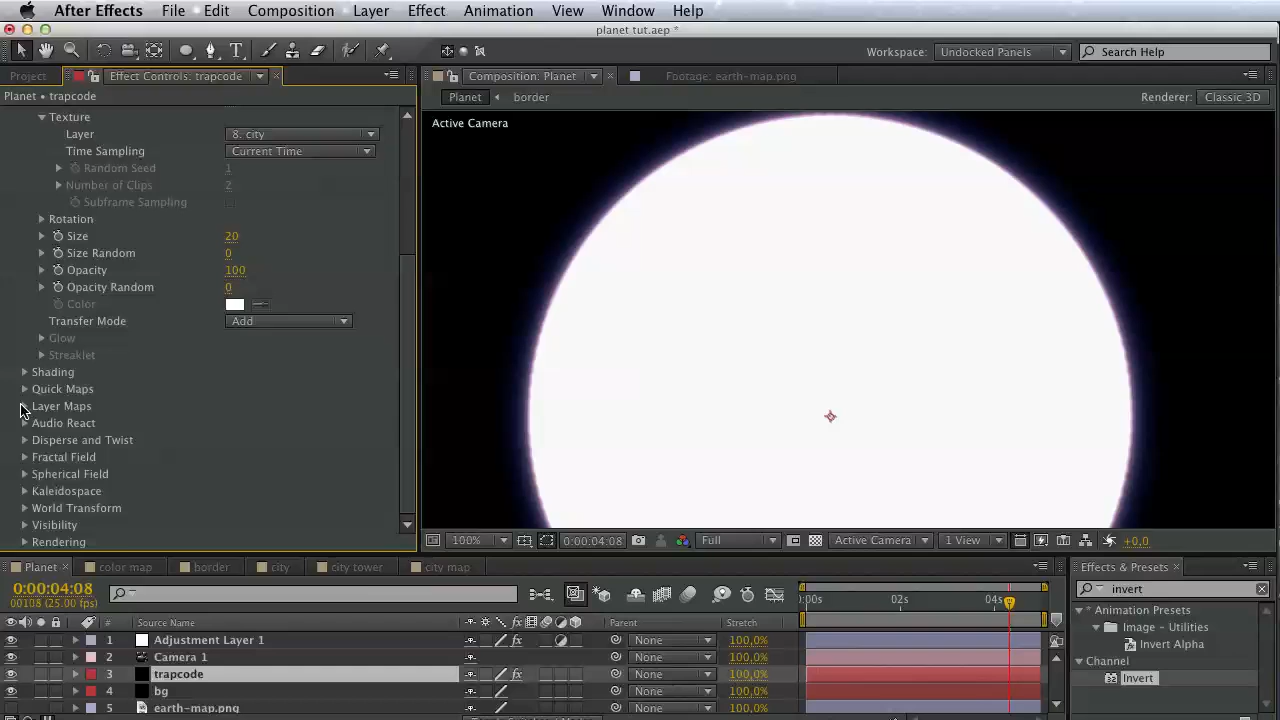 After Effects File Edit Composition Layer Effect Animation View Window Help
planet tut.aep *
Workspace: Undocked Panels Search Help
Project Effect Controls: trapcode Composition: Planet Footage: earth-map.png
Planet • trapcode Planet border Renderer: Classic 3D
Active Camera
Texture
Layer 8. city
Time Sampling Current Time
Random Seed 1
Number of Clips 2
Subframe Sampling
Rotation
Size 20
Size Random 0
Opacity 100
Opacity Random 0
Color
Transfer Mode Add
Glow
Streaklet
Shading
Quick Maps
Layer Maps
Audio React
Disperse and Twist
Fractal Field
Spherical Field
Kaleidospace
World Transform
Visibility
Rendering
100% 0:00:04:08 Full Active Camera 1 View +0,0
Planet color map border city city tower city map Effects & Presets
0:00:04:08
00108 (25.00 fps)
invert
0:00s 02s 04s
* Animation Presets
Image - Utilities
Invert Alpha
Channel
Invert
# Source Name Parent Stretch
1 Adjustment Layer 1 None 100,0%
2 Camera 1 None 100,0%
3 trapcode None 100,0%
4 bg None 100,0%
5 earth-map.png None 100,0%